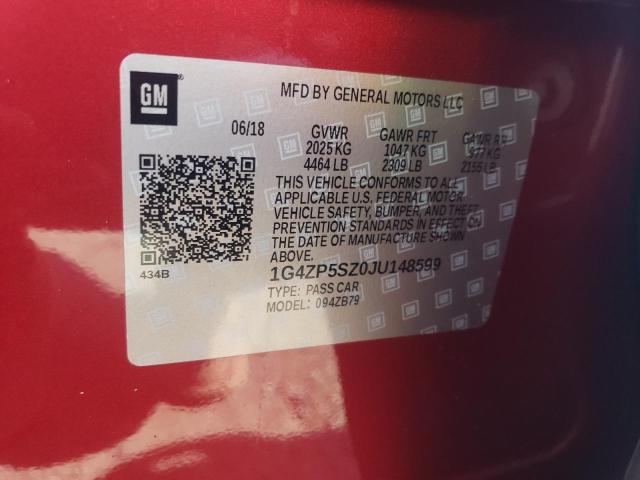 GM
MFD BY GENERAL MOTORS LLC
06/18 GVWR GAWR FRT GAWR RR
2025 KG 1047 KG 977 KG
4464 LB 2309 LB 2155 LB
THIS VEHICLE CONFORMS TO ALL
APPLICABLE U.S. FEDERAL MOTOR
VEHICLE SAFETY, BUMPER, AND THEFT
PREVENTION STANDARDS IN EFFECT ON
THE DATE OF MANUFACTURE SHOWN
ABOVE.
434B
1G4ZP5SZ0JU148599
TYPE: PASS CAR
MODEL: 094ZB79